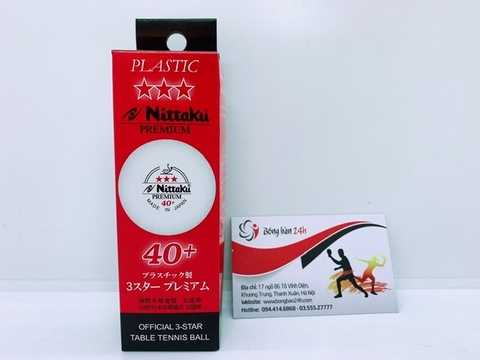 PLASTIC
Nittaku
PREMIUM
Nittaku
PREMIUM
40+
MADE IN JAPAN
40+
プラスチック製
3スター プレミアム
OFFICIAL 3-STAR
TABLE TENNIS BALL
Bóng bàn 24h
Địa chỉ: 17 ngõ 86 Tô Vĩnh Diện,
Khương Trung, Thanh Xuân, Hà Nội
Website: www.bongban24h.com
Hotline: 094.414.6868 - 03.555.27777